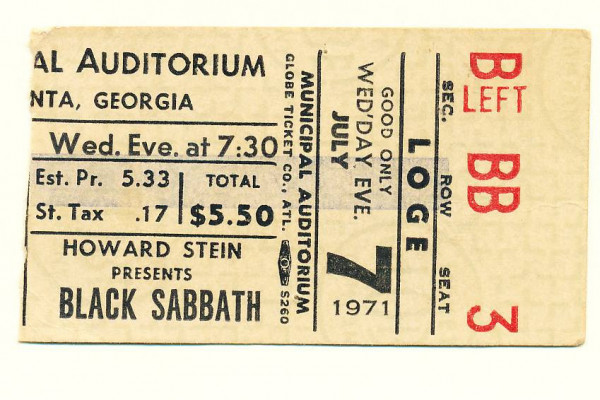 AL AUDITORIUM
NTA, GEORGIA
Wed. Eve. at 7:30
Est. Pr. 5.33
St. Tax .17
TOTAL
$5.50
HOWARD STEIN
PRESENTS
BLACK SABBATH
MUNICIPAL AUDITORIUM
GLOBE TICKET CO., ATL. S260
GOOD ONLY
WED'DAY. EVE.
JULY
7
1971
LOGE
SEC. ROW SEAT
B
LEFT
BB
3